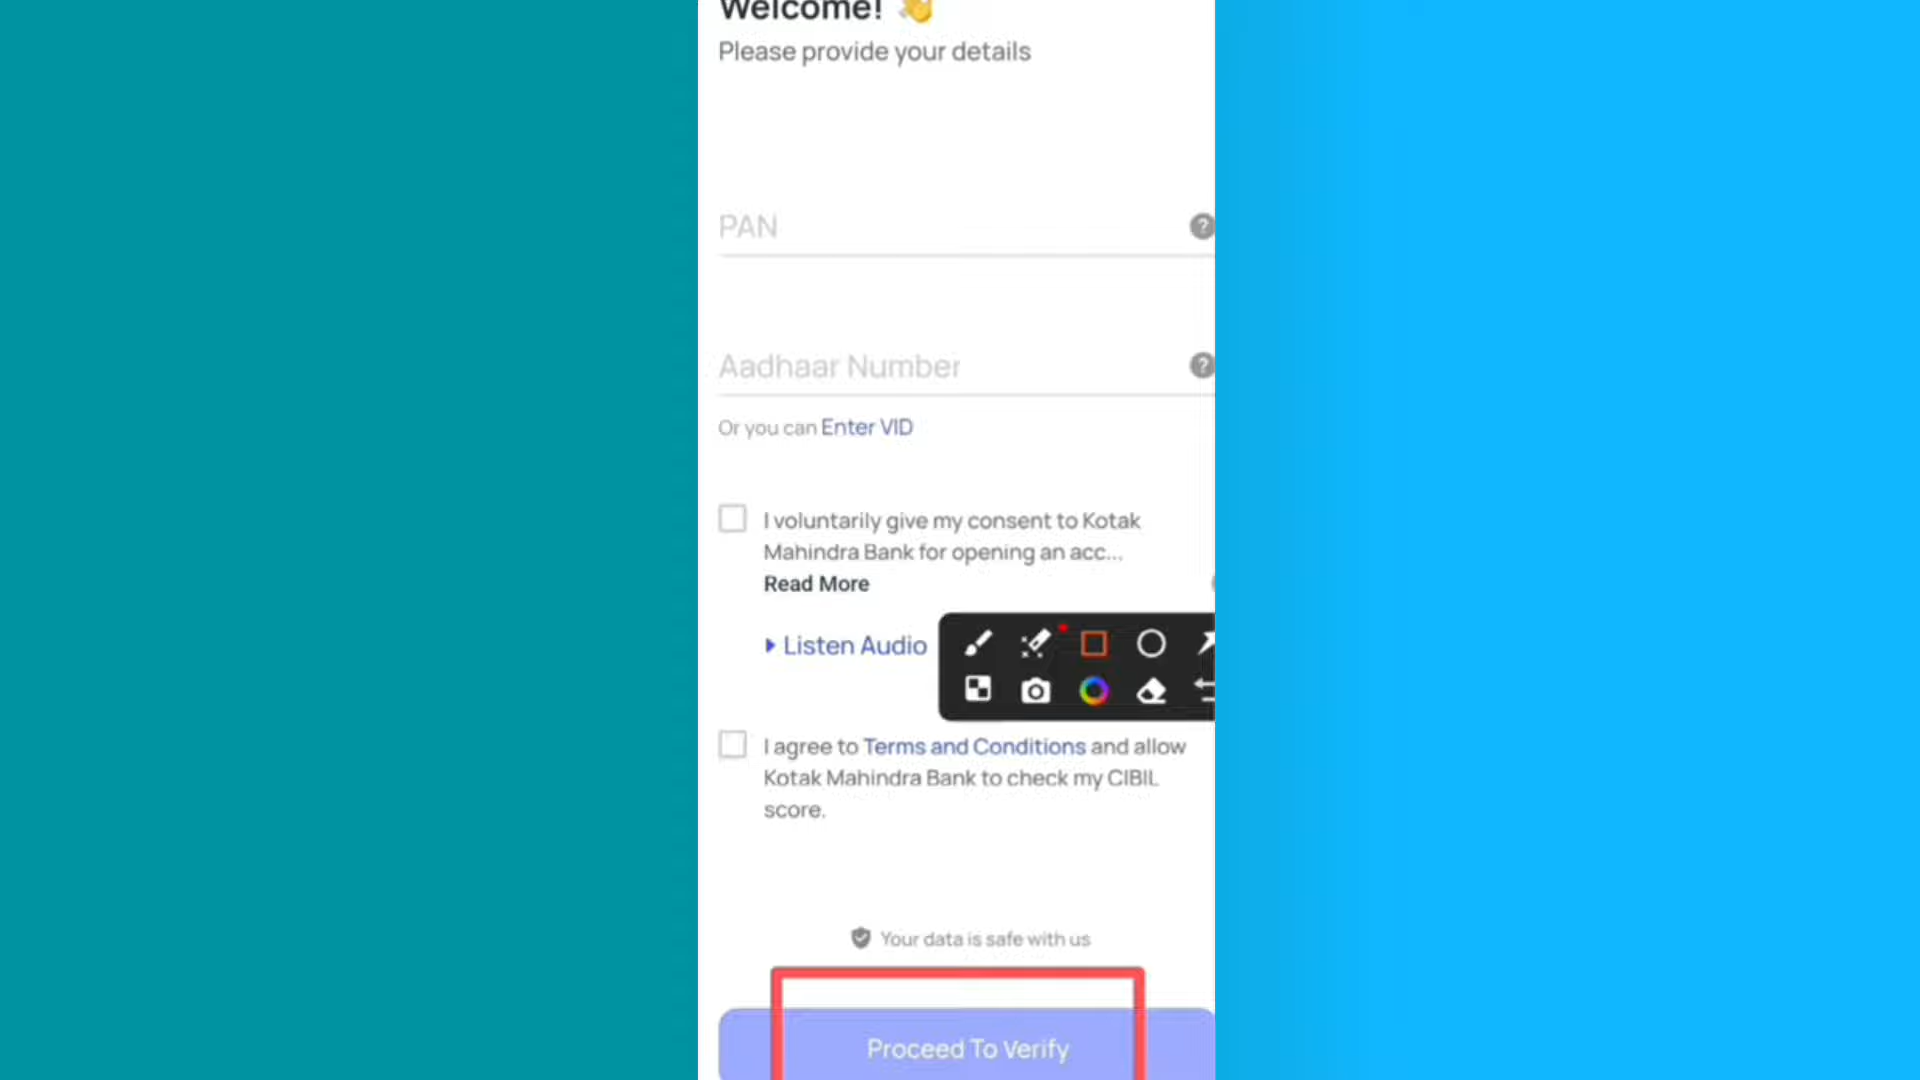 Welcome! 👋
Please provide your details
PAN
Aadhaar Number
Or you can Enter VID
I voluntarily give my consent to Kotak
Mahindra Bank for opening an acc...
Read More
Listen Audio
I agree to Terms and Conditions and allow
Kotak Mahindra Bank to check my CIBIL
score.
Your data is safe with us
Proceed To Verify